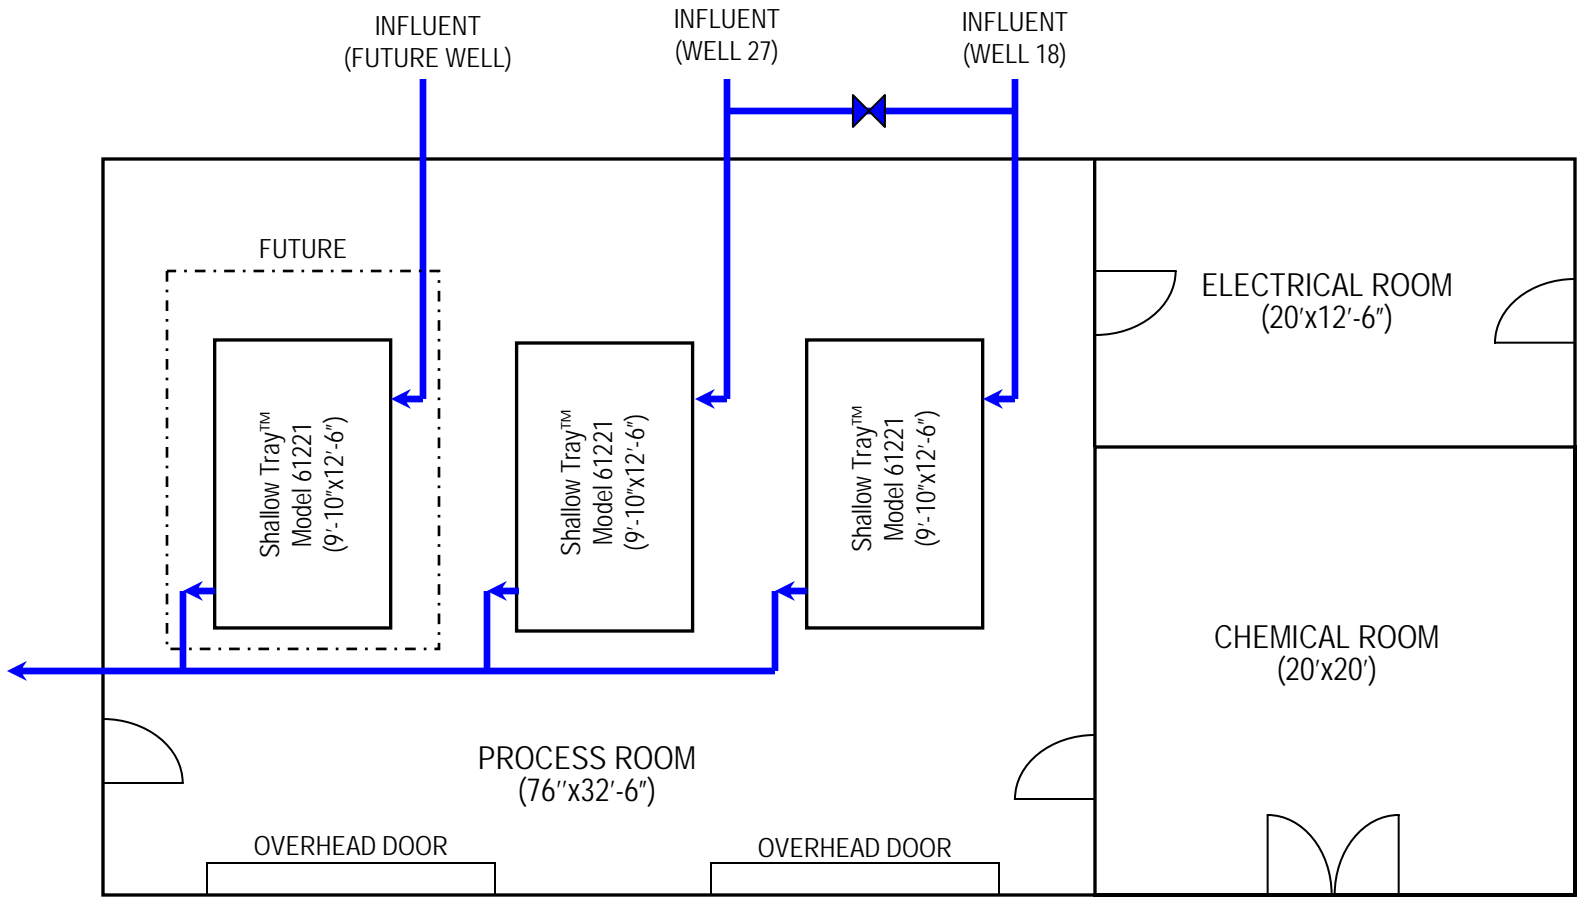 INFLUENT
(FUTURE WELL)
INFLUENT
(WELL 27)
INFLUENT
(WELL 18)
FUTURE
Shallow Tray™
Model 61221
(9'-10"x12'-6")
Shallow Tray™
Model 61221
(9'-10"x12'-6")
Shallow Tray™
Model 61221
(9'-10"x12'-6")
ELECTRICAL ROOM
(20'x12'-6")
CHEMICAL ROOM
(20'x20')
PROCESS ROOM
(76''x32'-6")
OVERHEAD DOOR
OVERHEAD DOOR